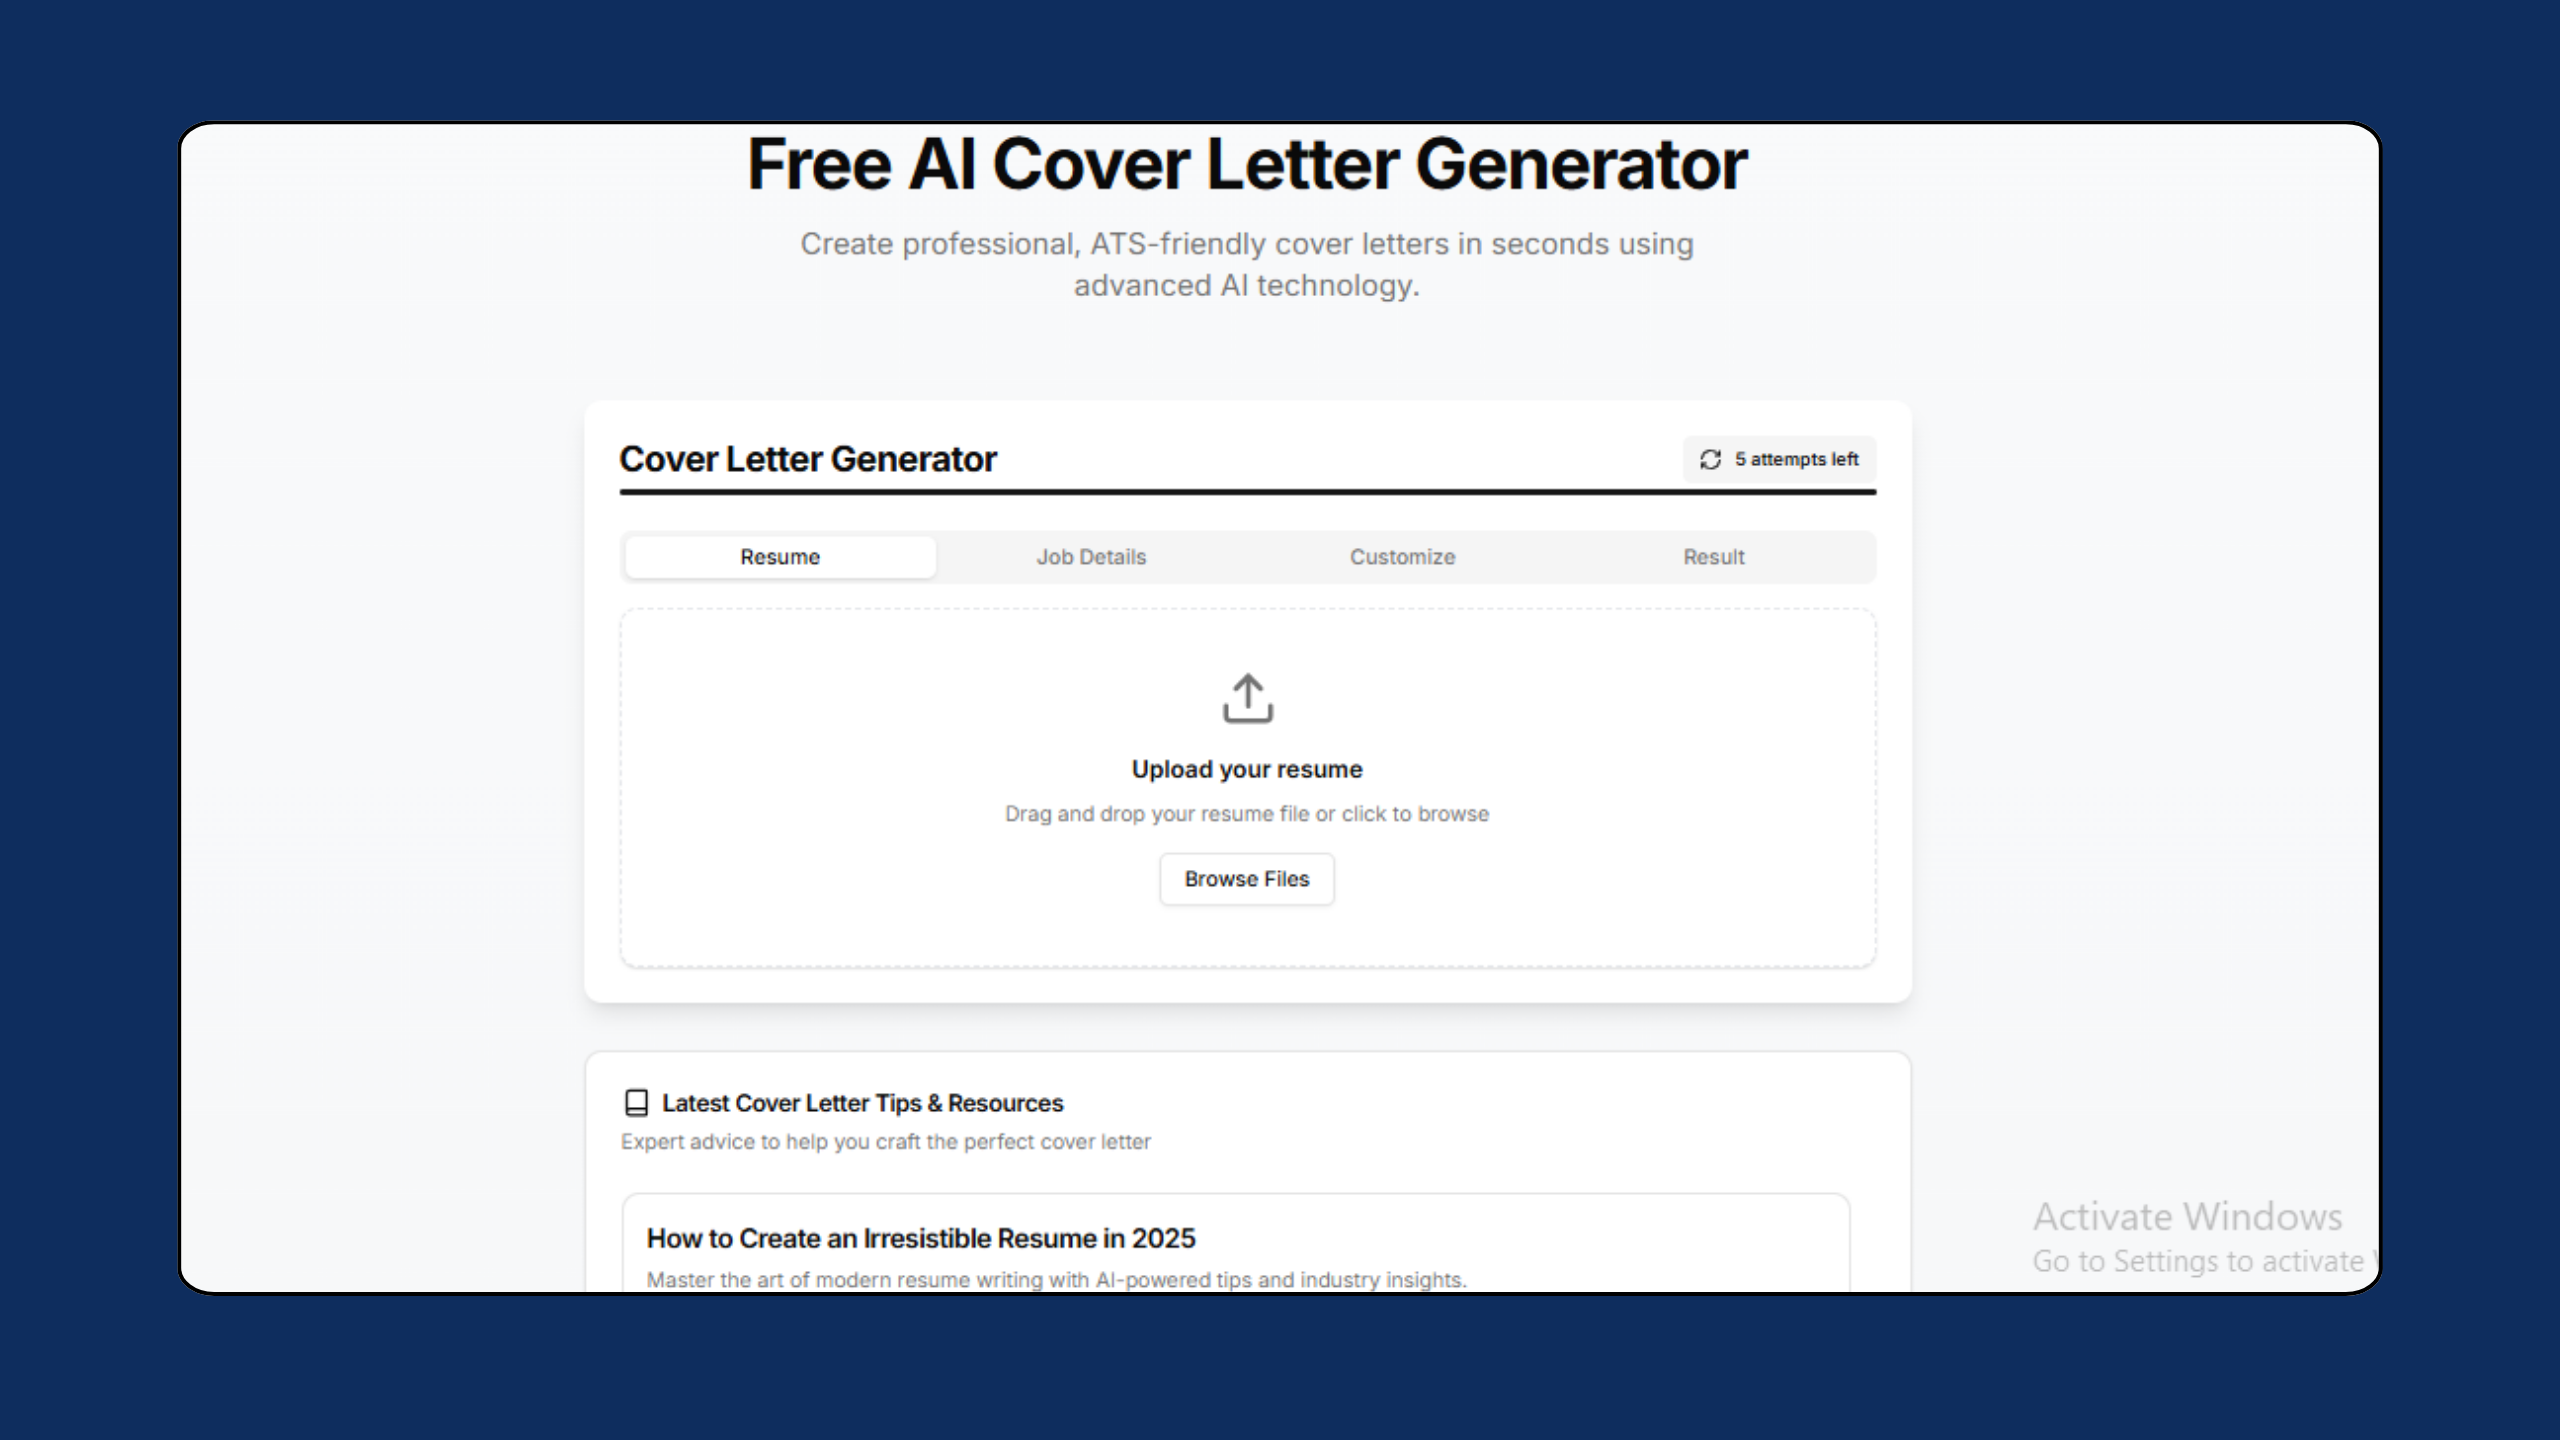 Free AI Cover Letter Generator
Create professional, ATS-friendly cover letters in seconds using
advanced AI technology.
Cover Letter Generator
5 attempts left
Resume
Job Details
Customize
Result
Upload your resume
Drag and drop your resume file or click to browse
Browse Files
Latest Cover Letter Tips & Resources
Expert advice to help you craft the perfect cover letter
How to Create an Irresistible Resume in 2025
Master the art of modern resume writing with AI-powered tips and industry insights.
Activate Windows
Go to Settings to activate